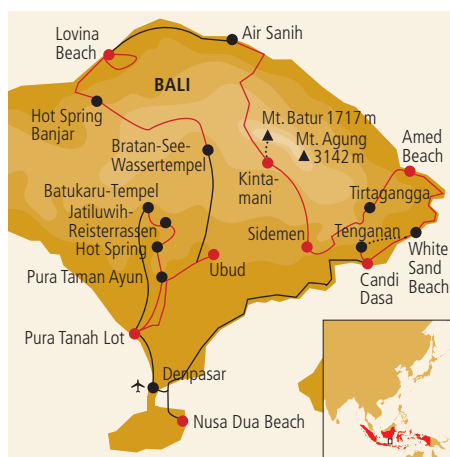 Lovina
Beach
Air Sanih
BALI
Hot Spring
Banjar
Mt. Batur 1717 m
Mt. Agung
3142 m
Bratan-See-
Wassertempel
Amed
Beach
Kinta-
mani
Batukaru-Tempel
Jatiluwih-
Reisterrassen
Hot Spring
Tirtagangga
Sidemen
Tenganan
White
Sand
Beach
Ubud
Pura Taman Ayun
Candi
Dasa
Pura Tanah Lot
Denpasar
Nusa Dua Beach